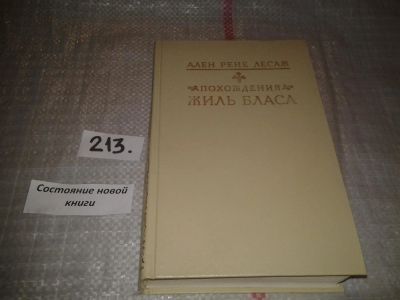 АЛЕН РЕНЕ ЛЕСАЖ
ПОХОЖДЕНИЯ
ЖИЛЬ БЛАСА
213.
Состояние новой
книги